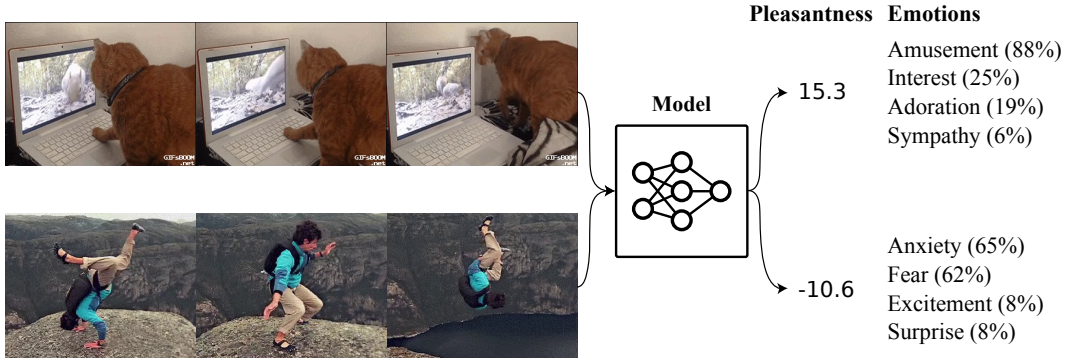 Pleasantness Emotions
Amusement (88%)
Interest (25%)
Adoration (19%)
Sympathy (6%)
15.3
GIFsBOOM
.net
GIFsBOOM
.net
GIFsBOOM
.net
Model
Anxiety (65%)
Fear (62%)
Excitement (8%)
Surprise (8%)
-10.6